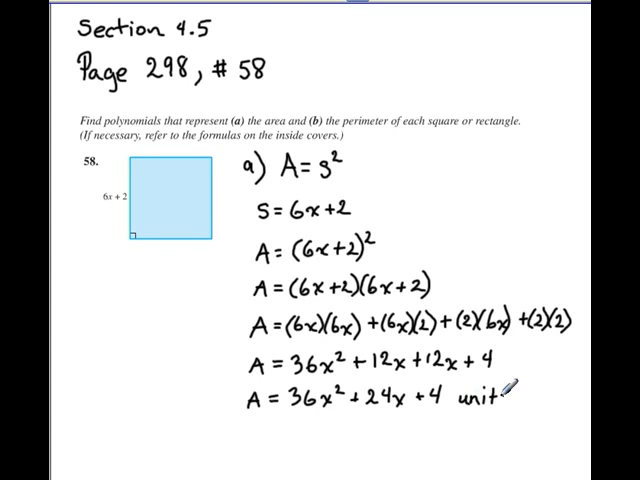 Section 4.5
Page 298, # 58
Find polynomials that represent (a) the area and (b) the perimeter of each square or rectangle.
(If necessary, refer to the formulas on the inside covers.)
58.
6x + 2
a) A = s²
S = 6x+2
A = (6x+2)²
A = (6x+2)(6x+2)
A = (6x)(6x) + (6x)(2) + (2)(6x) + (2)(2)
A = 36x² + 12x + 12x + 4
A = 36x² + 24x + 4 unit